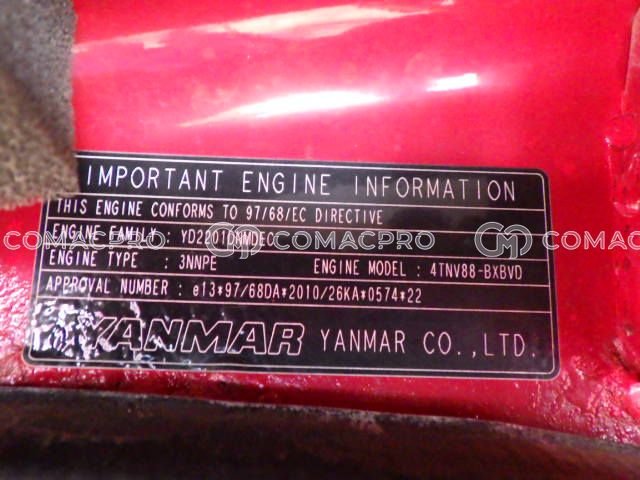 IMPORTANT ENGINE INFORMATION
THIS ENGINE CONFORMS TO 97/68/EC DIRECTIVE
ENGINE FAMILY :
COMACPRO COMACPRO COMAC
ENGINE TYPE : 3NNPE ENGINE MODEL : 4TNV88-BXBVD
APPROVAL NUMBER : e13*97/68DA*2010/26KA*0574*22
YANMAR YANMAR CO.,LTD.